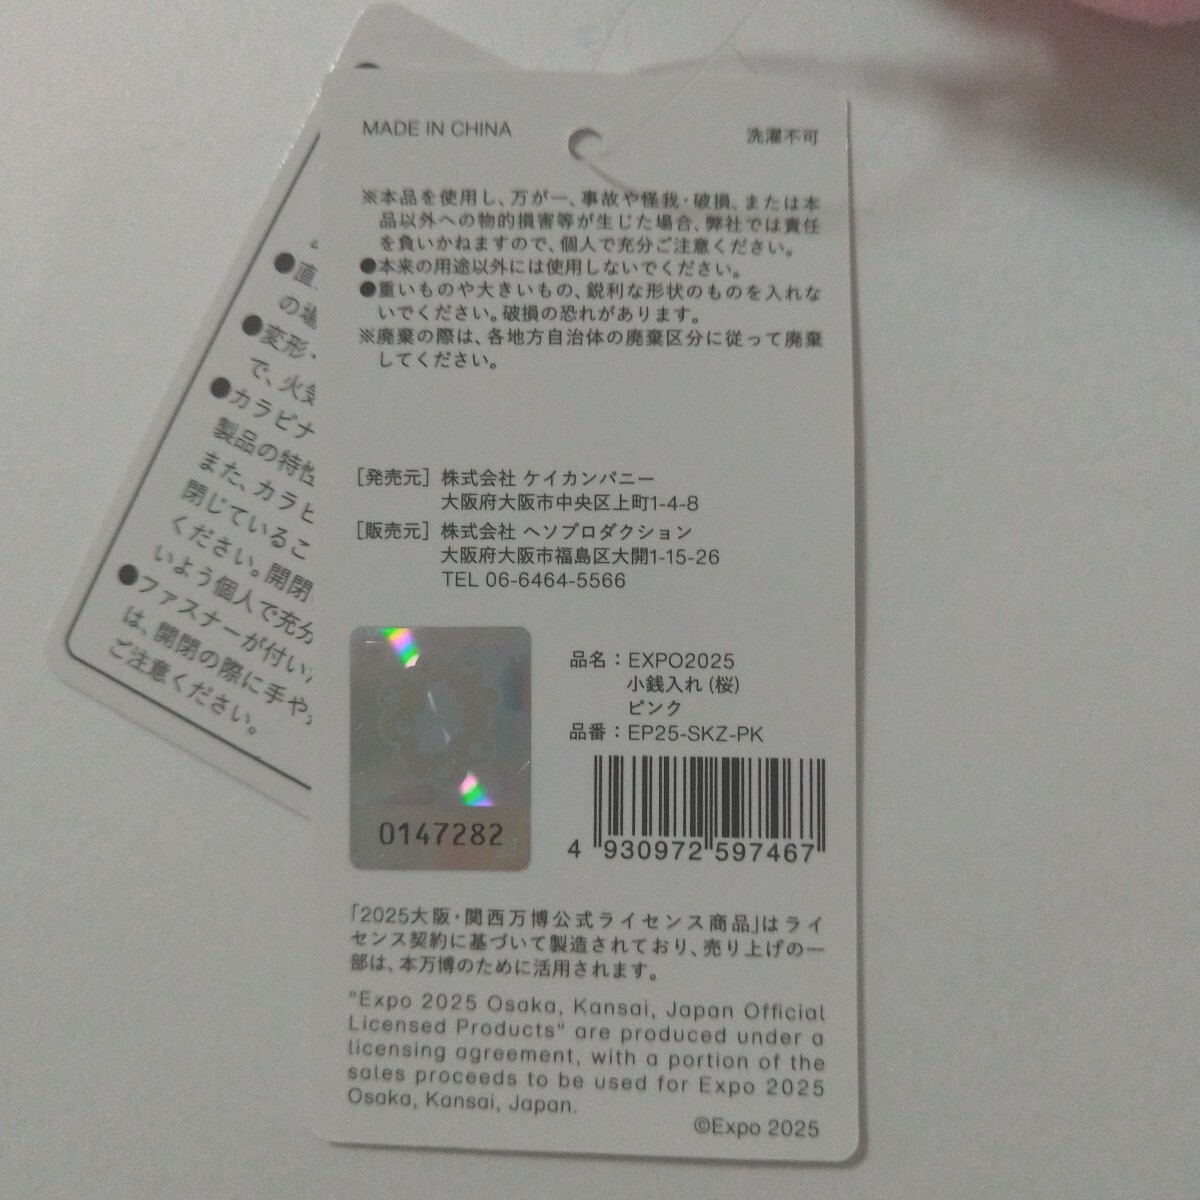 MADE IN CHINA
洗濯不可
※本品を使用し、万が一、事故や怪我・破損、または本
品以外への物的損害等が生じた場合、弊社では責任
を負いかねますので、個人で充分ご注意ください。
●本来の用途以外には使用しないでください。
●重いものや大きいもの、鋭利な形状のものを入れな
いでください。破損の恐れがあります。
※廃棄の際は、各地方自治体の廃棄区分に従って廃棄
してください。
[発売元] 株式会社 ケイカンパニー
大阪府大阪市中央区上町1-4-8
[販売元] 株式会社 ヘソプロダクション
大阪府大阪市福島区大開1-15-26
TEL 06-6464-5566
0147282
品名：EXPO2025
小銭入れ (桜)
ピンク
品番：EP25-SKZ-PK
4 930972 597467
「2025大阪・関西万博公式ライセンス商品」はライ
センス契約に基づいて製造されており、売り上げの一
部は、本万博のために活用されます。
"Expo 2025 Osaka, Kansai, Japan Official
Licensed Products" are produced under a
licensing agreement, with a portion of the
sales proceeds to be used for Expo 2025
Osaka, Kansai, Japan.
©Expo 2025
●直
の場
●変形・
で、火気
●カラビナ
製品の特性
また、カラビ
閉じているこ
ください。開閉
いよう個人で充分
●ファスナーが付い
は、開閉の際に手や
ご注意ください。